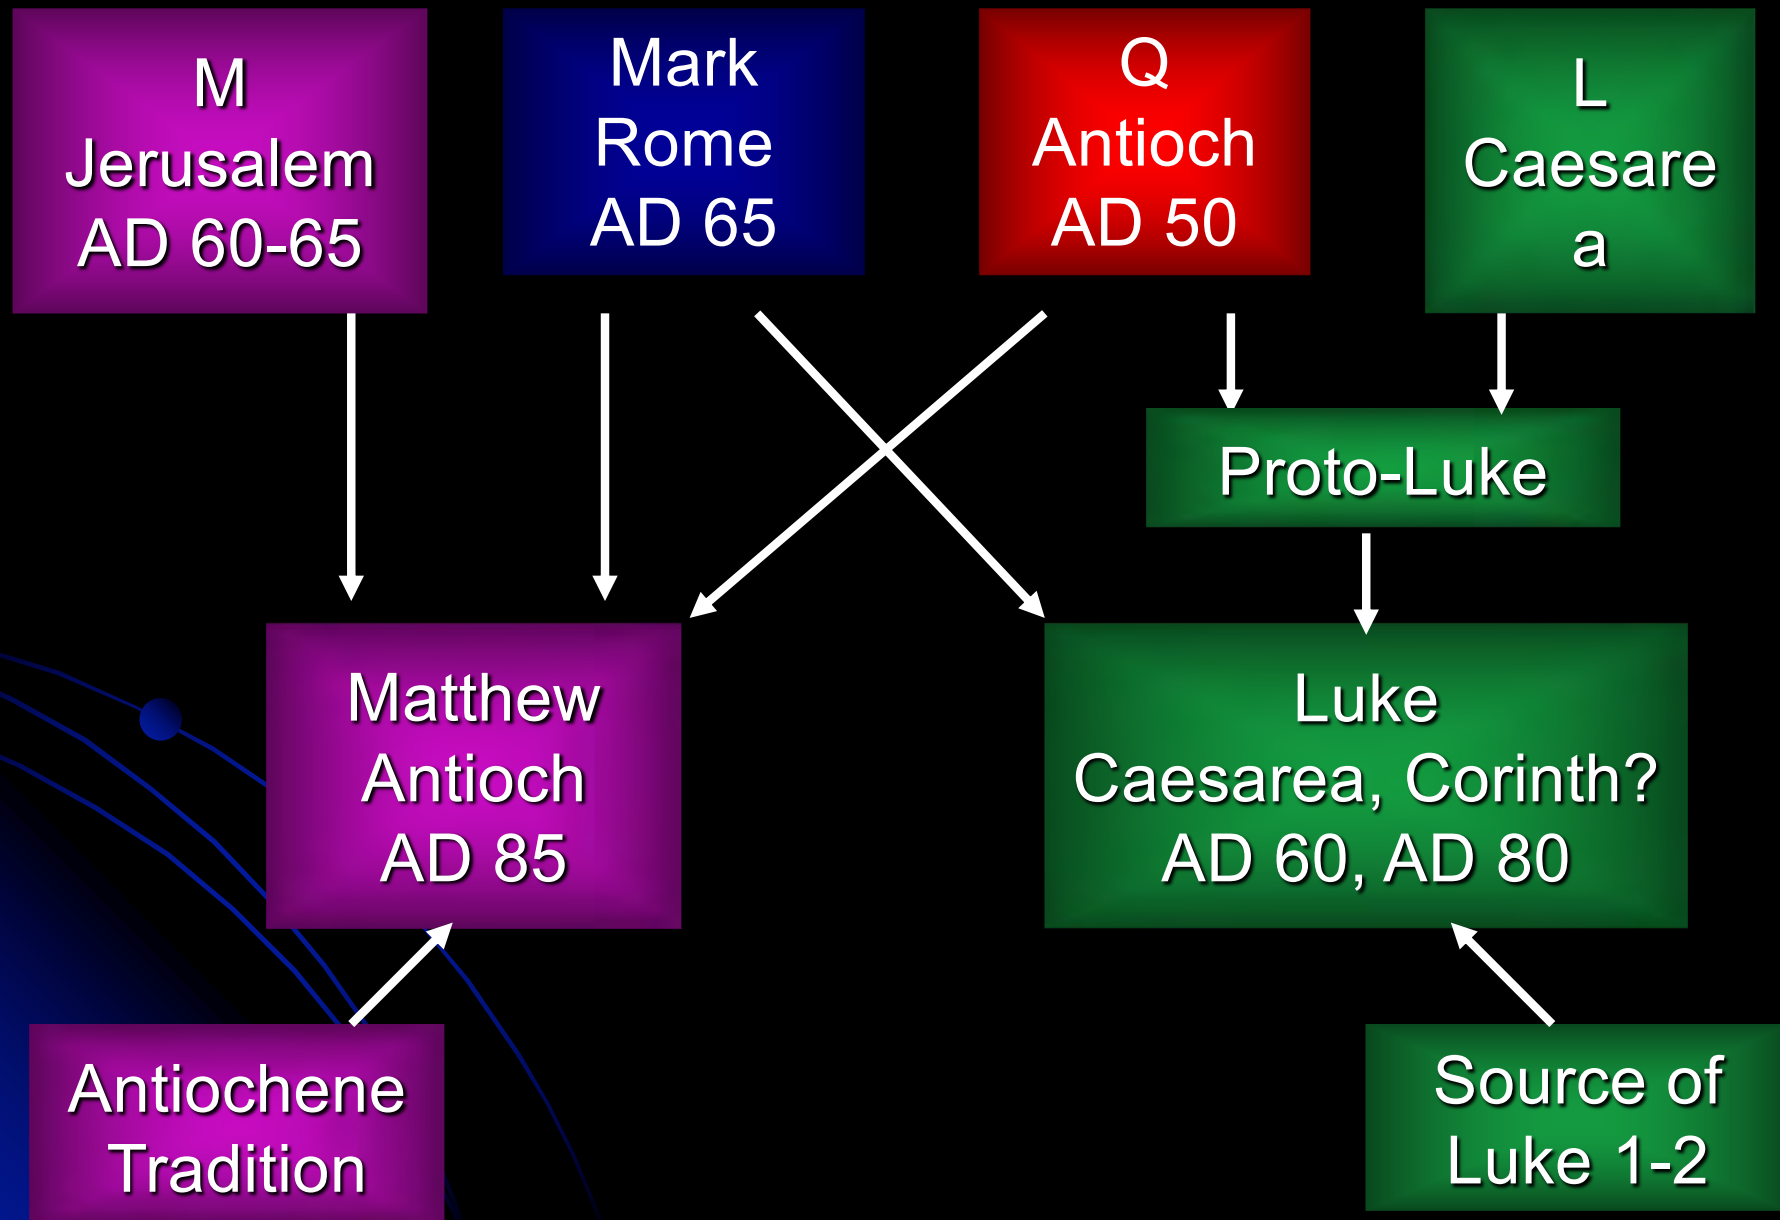 M
Jerusalem
AD 60-65
Mark
Rome
AD 65
Q
Antioch
AD 50
L
Caesare
a
Proto-Luke
Matthew
Antioch
AD 85
Luke
Caesarea, Corinth?
AD 60, AD 80
Antiochene
Tradition
Source of
Luke 1-2